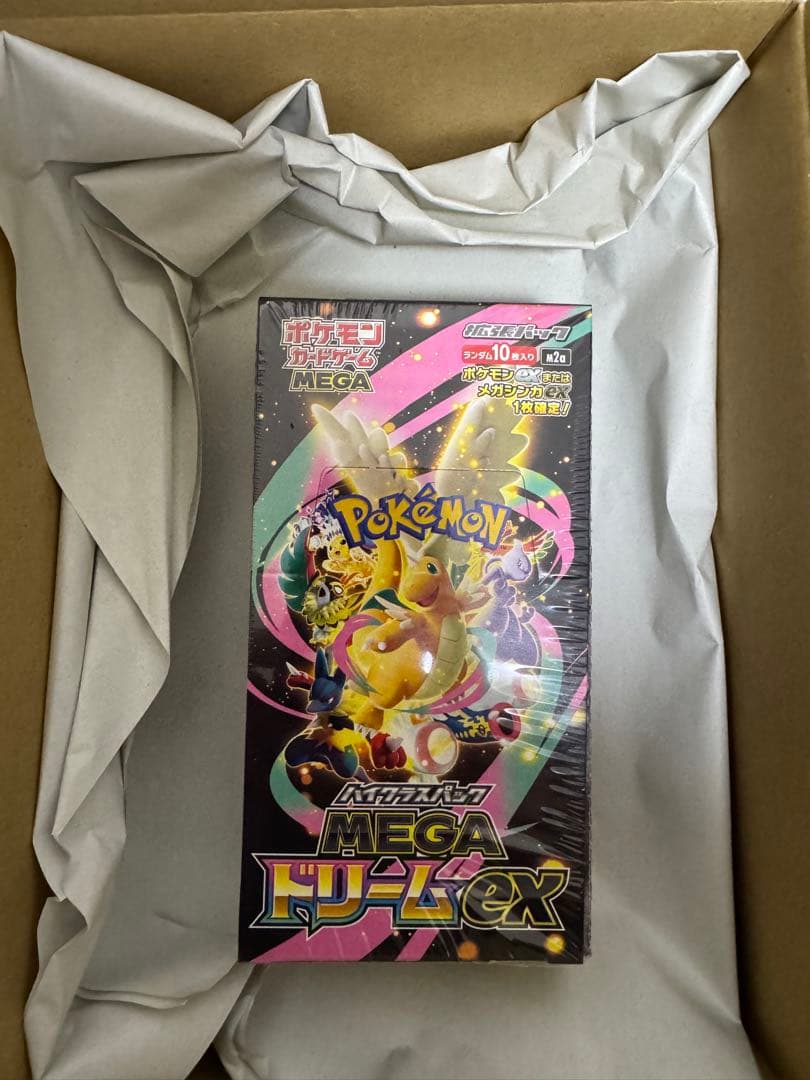 ポケモン
カードゲーム
MEGA
拡張パック
ランダム10枚入り
M2a
ポケモンexまたは
メガシンカex
1枚確定！
POKéMON
ハイクラスパック
MEGA
ドリームex